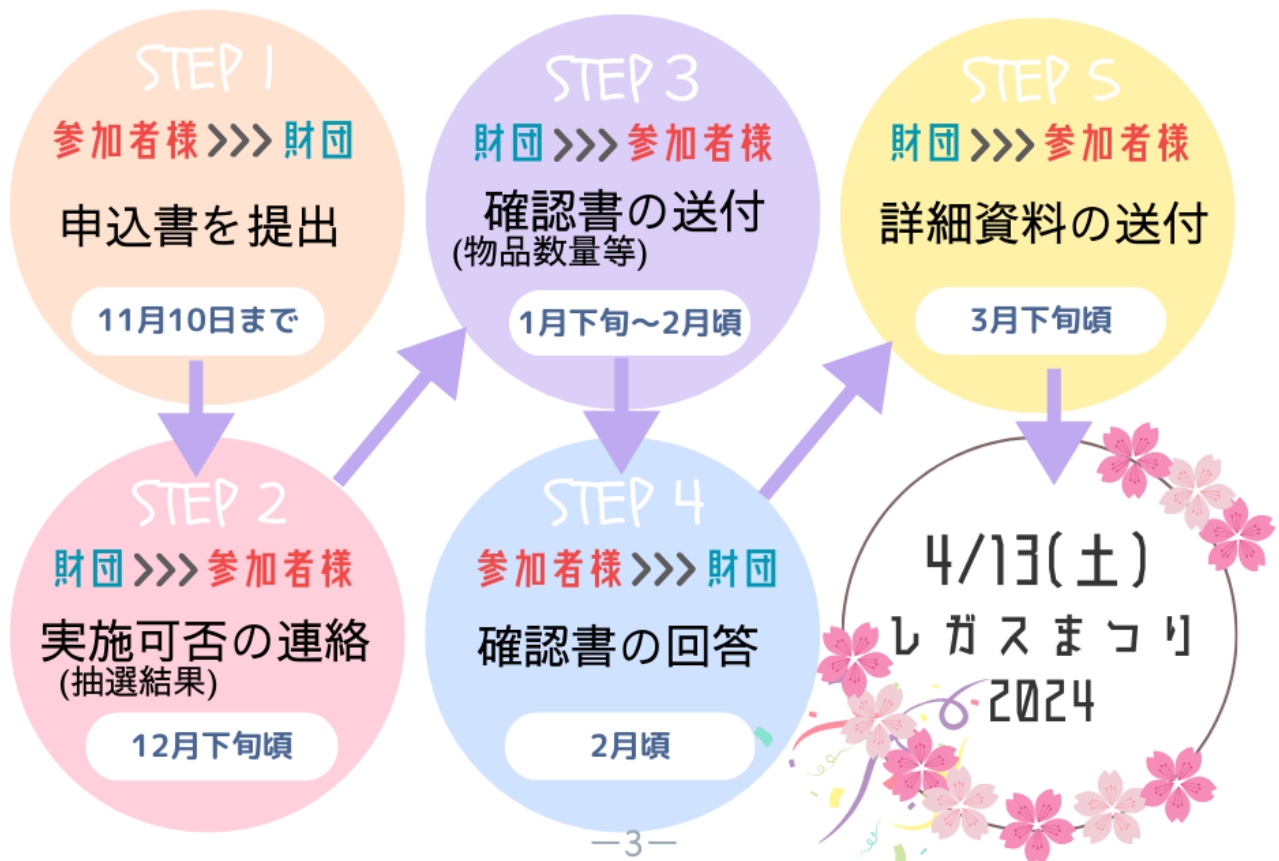 STEP 1
参加者様>>>財団
申込書を提出
11月10日まで
STEP 2
財団>>>参加者様
実施可否の連絡
(抽選結果)
12月下旬頃
STEP 3
財団>>>参加者様
確認書の送付
(物品数量等)
1月下旬～2月頃
STEP 4
参加者様>>>財団
確認書の回答
2月頃
STEP 5
財団>>>参加者様
詳細資料の送付
3月下旬頃
4/13(土)
レガスまつり
2024
—3—